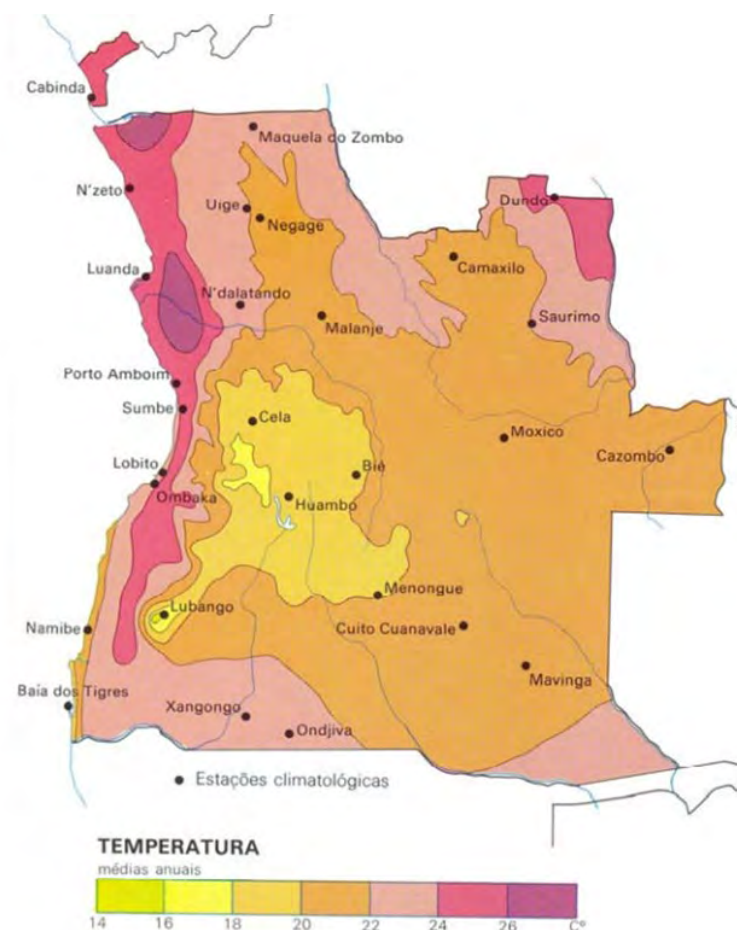 Cabinda
Maquela do Zombo
N'zeto
Dundo
Uige
Negage
Camaxilo
Luanda
N'dalatando
Malanje
Saurimo
Porto Amboim
Sumbe
Cela
Moxico
Cazombo
Lobito
Bié
Ombaka
Huambo
Menongue
Lubango
Namibe
Cuito Cuanavale
Mavinga
Baía dos Tigres
Xangongo
Ondjiva
Estações climatológicas
TEMPERATURA
médias anuais
14 16 18 20 22 24 26 C°